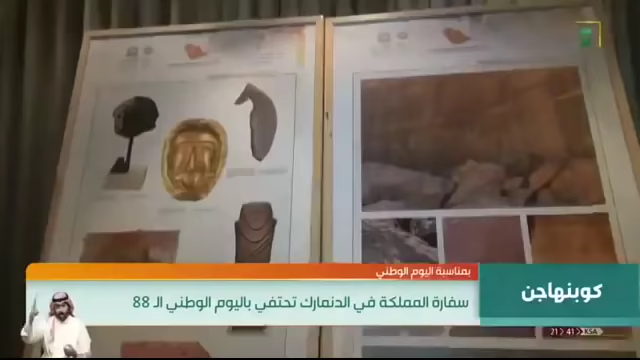 بمناسبة اليوم الوطني
كوبنهاجن
سفارة المملكة في الدنمارك تحتفي باليوم الوطني الـ 88
21 41 KSA